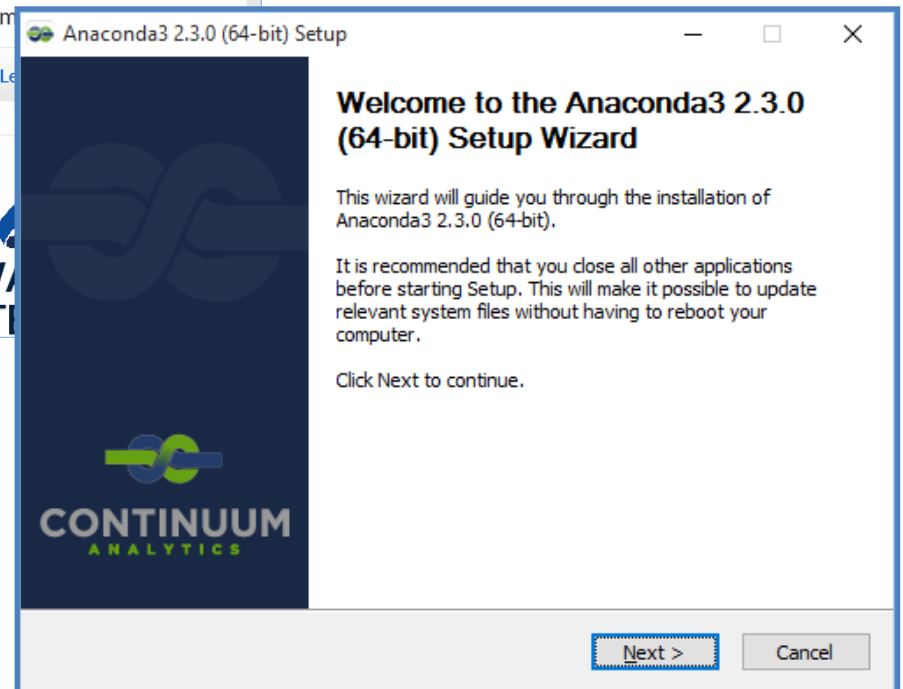 Anaconda3 2.3.0 (64-bit) Setup
Welcome to the Anaconda3 2.3.0
(64-bit) Setup Wizard
This wizard will guide you through the installation of
Anaconda3 2.3.0 (64-bit).
It is recommended that you close all other applications
before starting Setup. This will make it possible to update
relevant system files without having to reboot your
computer.
Click Next to continue.
CONTINUUM
ANALYTICS
Next >
Cancel